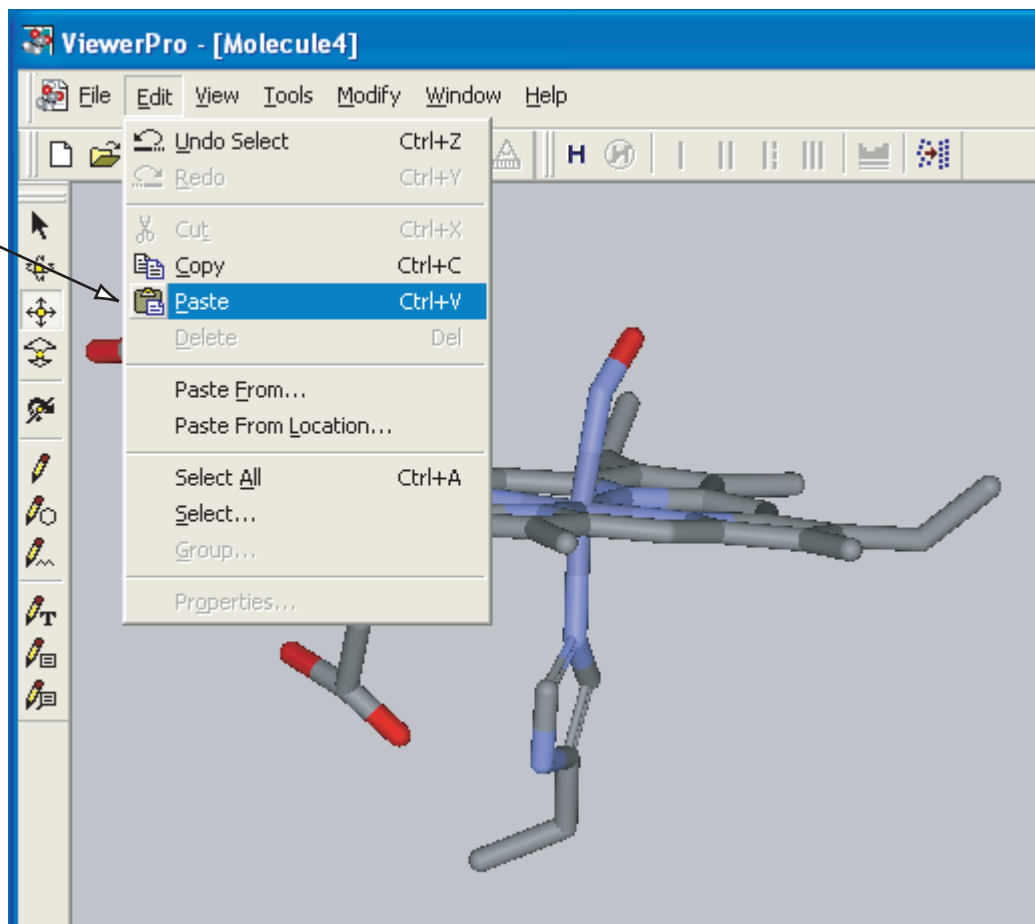 ViewerPro - [Molecule4]
File Edit View Tools Modify Window Help
Undo Select Ctrl+Z
Redo Ctrl+Y
Cut Ctrl+X
Copy Ctrl+C
Paste Ctrl+V
Delete Del
Paste From...
Paste From Location...
Select All Ctrl+A
Select...
Group...
Properties...
A H H
T